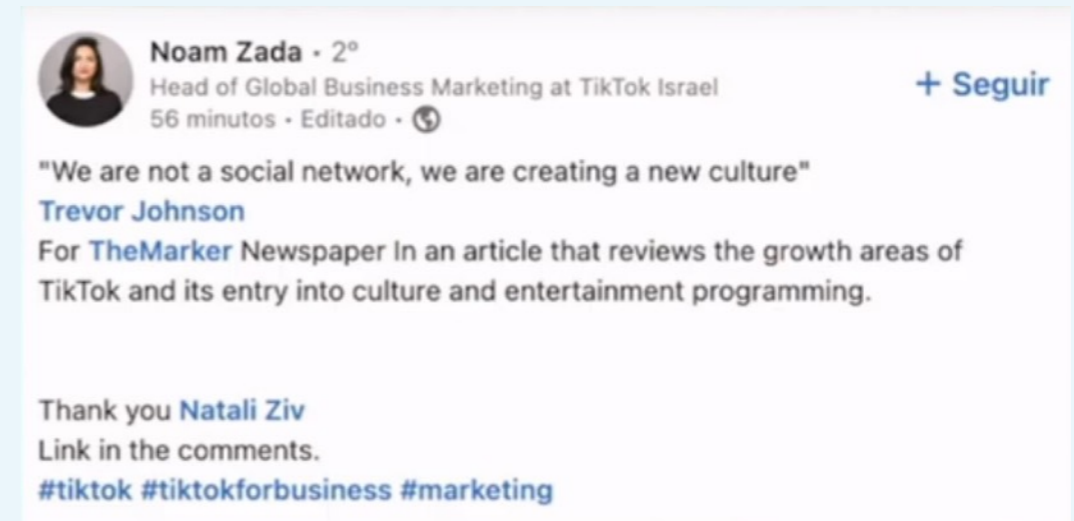 Noam Zada • 2º
Head of Global Business Marketing at TikTok Israel
56 minutos • Editado •
+ Seguir
"We are not a social network, we are creating a new culture"
Trevor Johnson
For TheMarker Newspaper In an article that reviews the growth areas of
TikTok and its entry into culture and entertainment programming.
Thank you Natali Ziv
Link in the comments.
#tiktok #tiktokforbusiness #marketing